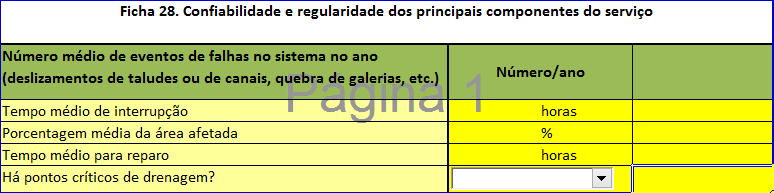 Ficha 28. Confiabilidade e regularidade dos principais componentes do serviço
Número médio de eventos de falhas no sistema no ano
(deslizamentos de taludes ou de canais, quebra de galerias, etc.)
Número/ano
Página 1
Tempo médio de interrupção horas
Porcentagem média da área afetada %
Tempo médio para reparo horas
Há pontos críticos de drenagem?